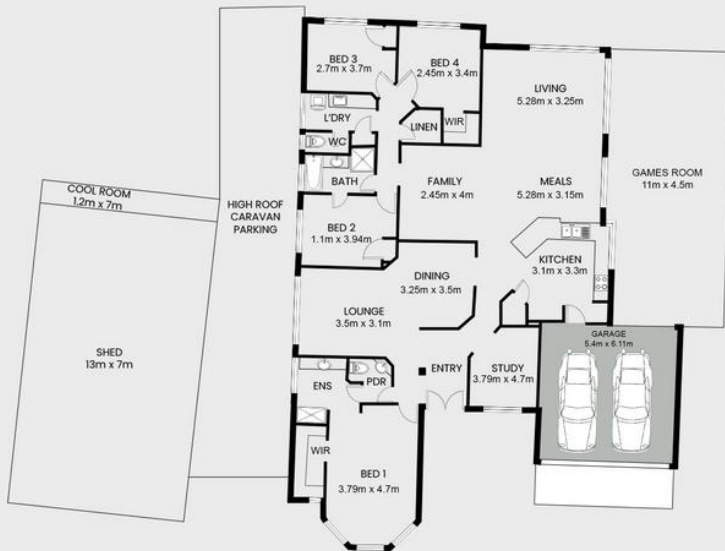 BED 3
2.7m x 3.7m
BED 4
2.45m x 3.4m
LIVING
5.28m x 3.25m
L'DRY
WC
LINEN
WIR
BATH
FAMILY
2.45m x 4m
MEALS
5.28m x 3.15m
GAMES ROOM
11m x 4.5m
COOL ROOM
1.2m x 7m
HIGH ROOF
CARAVAN
PARKING
BED 2
1.1m x 3.94m
KITCHEN
3.1m x 3.3m
DINING
3.25m x 3.5m
LOUNGE
3.5m x 3.1m
SHED
13m x 7m
GARAGE
5.4m x 6.11m
ENS
PDR
ENTRY
STUDY
3.79m x 4.7m
WIR
BED 1
3.79m x 4.7m